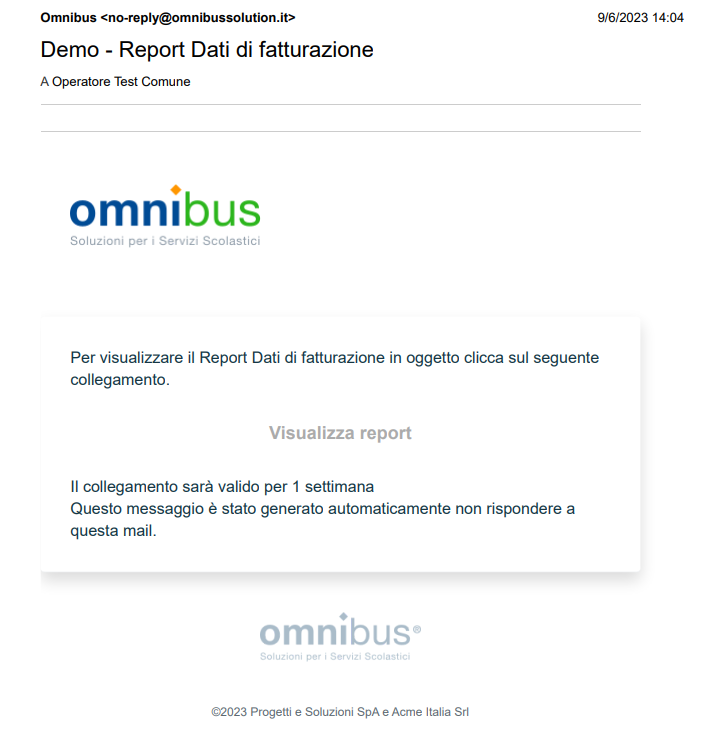 Omnibus <no-reply@omnibussolution.it>
9/6/2023 14:04
Demo - Report Dati di fatturazione
A Operatore Test Comune
omnibus
Soluzioni per i Servizi Scolastici
Per visualizzare il Report Dati di fatturazione in oggetto clicca sul seguente
collegamento.
Visualizza report
Il collegamento sarà valido per 1 settimana
Questo messaggio è stato generato automaticamente non rispondere a
questa mail.
omnibus®
Soluzioni per i Servizi Scolastici
©2023 Progetti e Soluzioni SpA e Acme Italia Srl